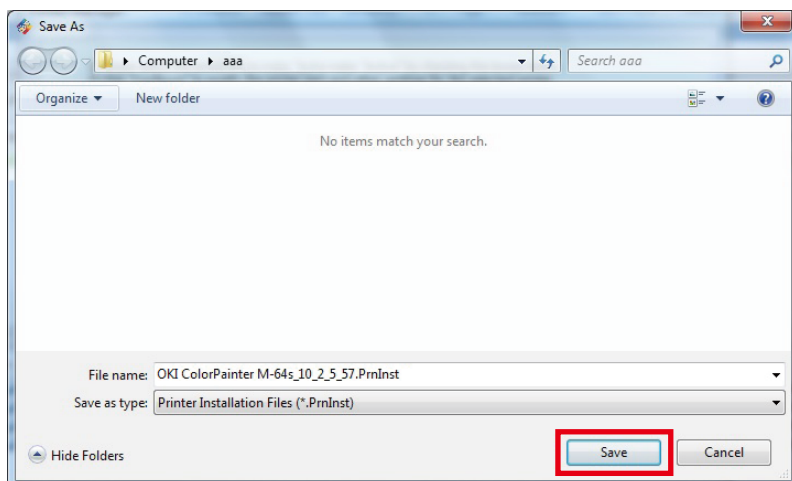 Save As
Computer ▸ aaa
Search aaa
Organize ▾ New folder
No items match your search.
File name: OKI ColorPainter M-64s_10_2_5_57.PrnInst
Save as type: Printer Installation Files (*.PrnInst)
Hide Folders
Save
Cancel